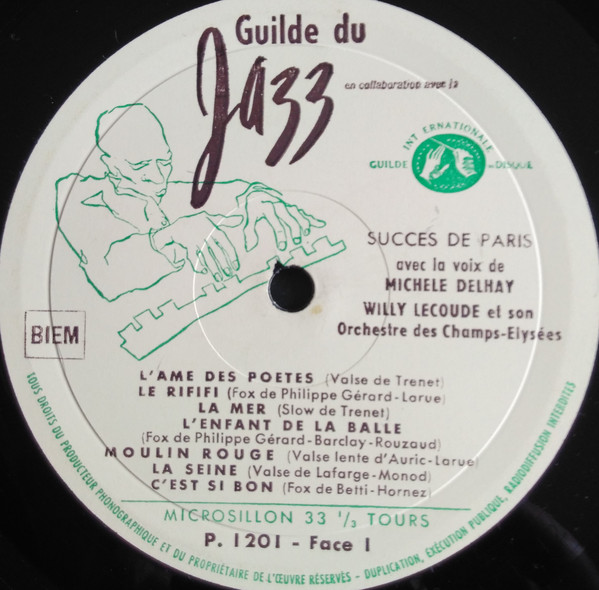 Guilde du
Jazz
en collaboration avec la
INTERNATIONALE
GUILDE DU DISQUE
SUCCES DE PARIS
avec la voix de
MICHELE DELHAY
WILLY LECOUDE et son
Orchestre des Champs-Elysées
BIEM
L'AME DES POETES (Valse de Trenet)
LE RIFIFI (Fox de Philippe Gérard-Larue)
LA MER (Slow de Trenet)
L'ENFANT DE LA BALLE
(Fox de Philippe Gérard-Barclay-Rouzaud)
MOULIN ROUGE (Valse lente d'Auric-Larue)
LA SEINE (Valse de Lafarge-Monod)
C'EST SI BON (Fox de Betti-Hornez)
MICROSILLON 33 1/3 TOURS
P. 1201 - Face 1
TOUS DROITS DU PRODUCTEUR PHONOGRAPHIQUE ET DU PROPRIÉTAIRE DE L'ŒUVRE RÉSERVÉS - DUPLICATION, EXÉCUTION PUBLIQUE, RADIODIFFUSION INTERDITES